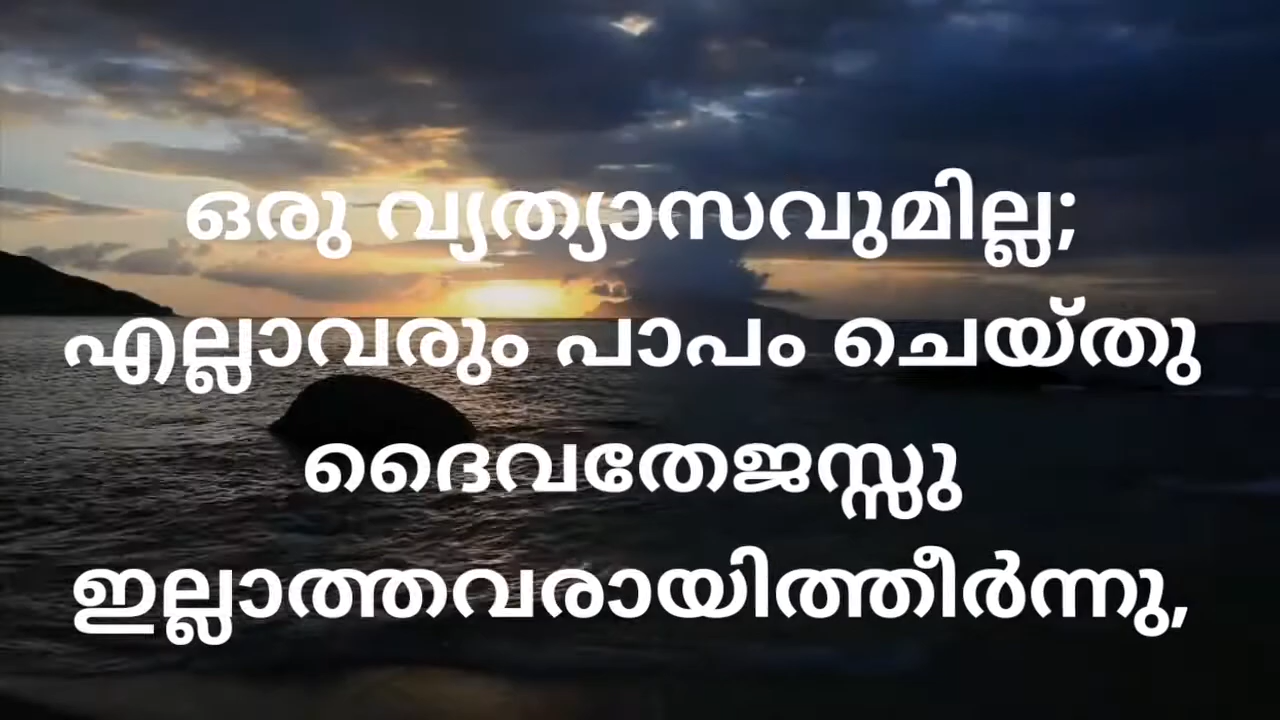 ഒരു വ്യത്യാസവുമില്ല;
എല്ലാവരും പാപം ചെയ്തു
ദൈവതേജസ്സു
ഇല്ലാത്തവരായിത്തീർന്നു,